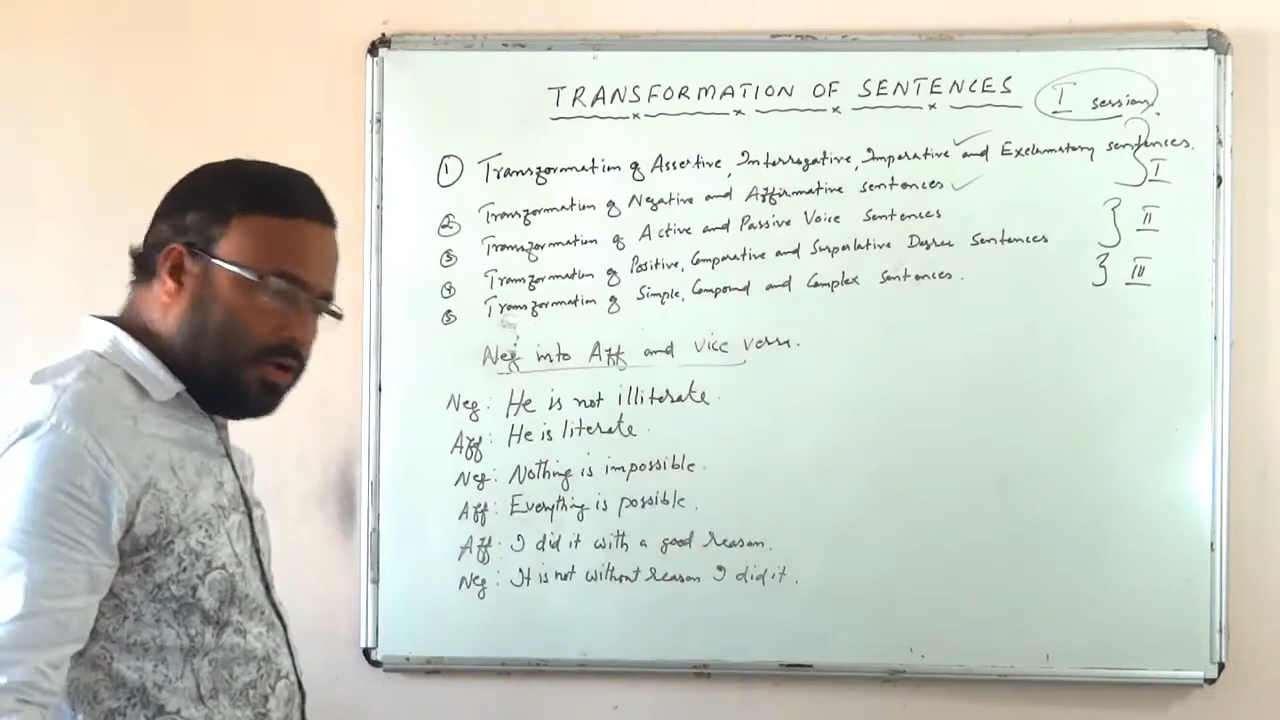 TRANSFORMATION OF SENTENCES I session.
① Transformation of Assertive, Interrogative, Imperative and Exclamatory sentences. I
② Transformation of Negative and Affirmative sentences
③ Transformation of Active and Passive Voice Sentences II
④ Transformation of Positive, Comparative and Superlative Degree Sentences
⑤ Transformation of Simple, Compound and Complex Sentences. III
Neg into Aff and vice versa.
Neg: He is not illiterate.
Aff: He is literate.
Neg: Nothing is impossible.
Aff: Everything is possible.
Aff: I did it with a good reason.
Neg: It is not without reason I did it.